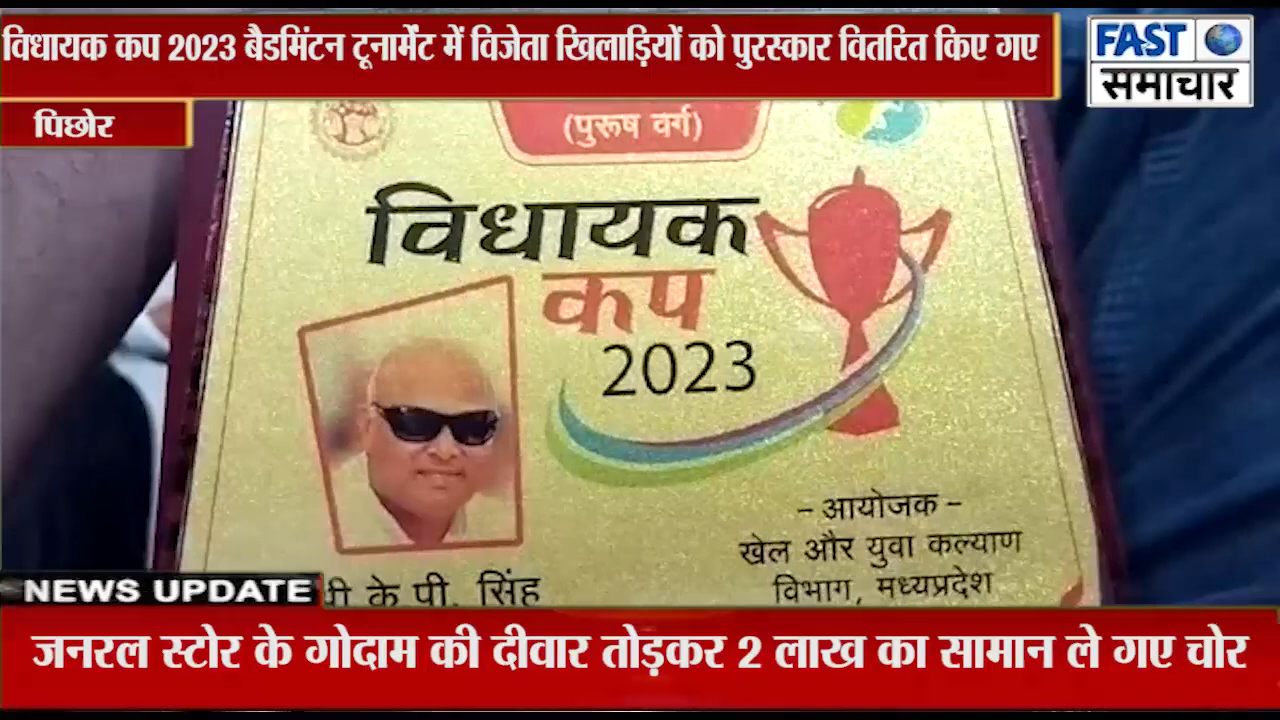 विधायक कप 2023 बैडमिंटन टूनामेंट में विजेता खिलाड़ियों को पुरस्कार वितरित किए गए
FAST
समाचार
पिछोर
(पुरूष वर्ग)
विधायक
कप
2023
- आयोजक -
खेल और युवा कल्याण
विभाग, मध्यप्रदेश
के पी. सिंह
NEWS UPDATE
जनरल स्टोर के गोदाम की दीवार तोड़कर 2 लाख का सामान ले गए चोर